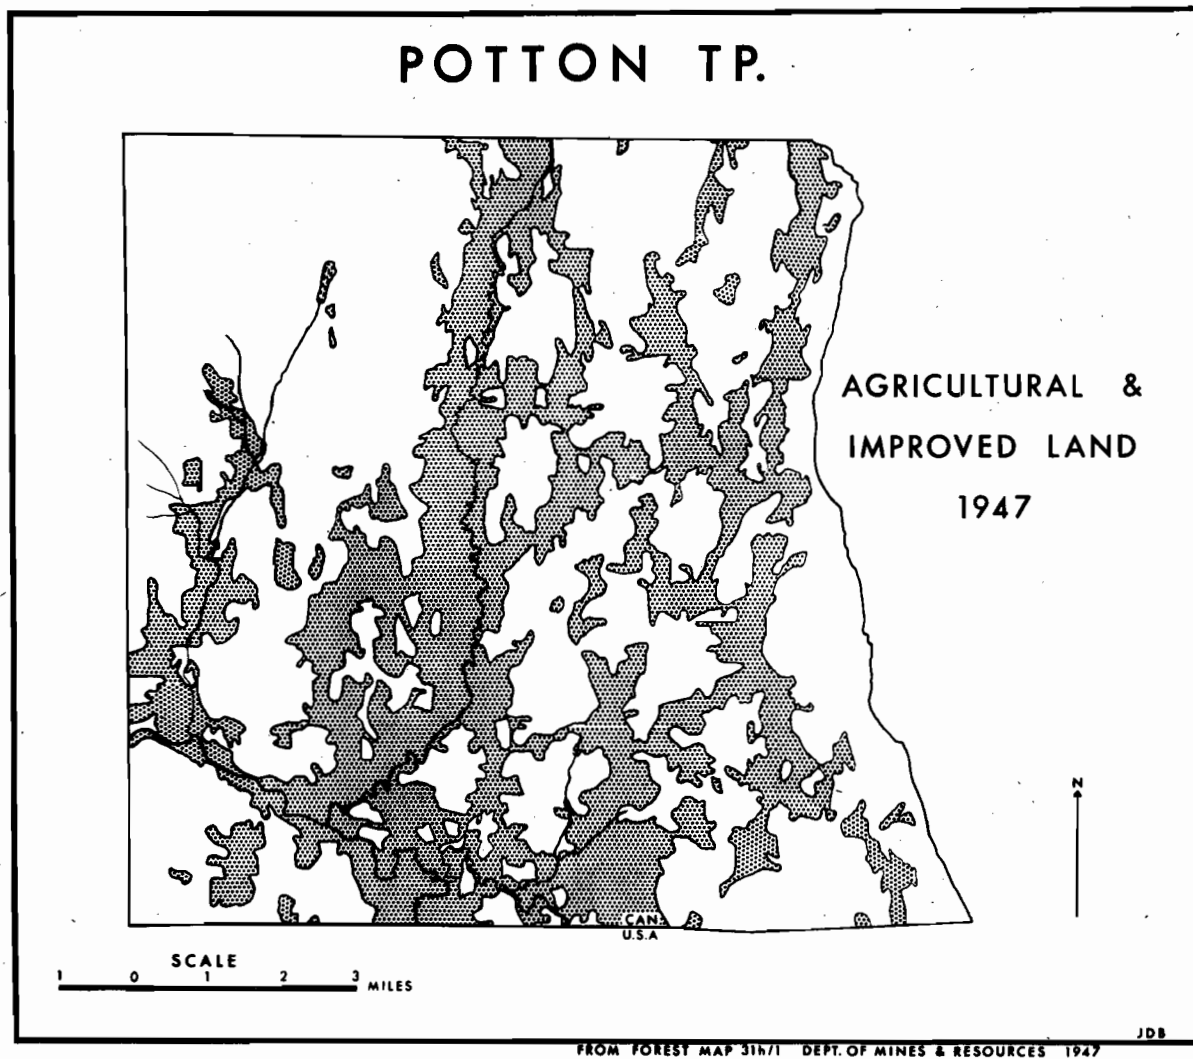 POTTON TP.
AGRICULTURAL &
IMPROVED LAND
1947
N
CAN.
U.S.A
SCALE
1 0 1 2 3 MILES
JDB
FROM FOREST MAP 31h/1 DEPT. OF MINES & RESOURCES 1947